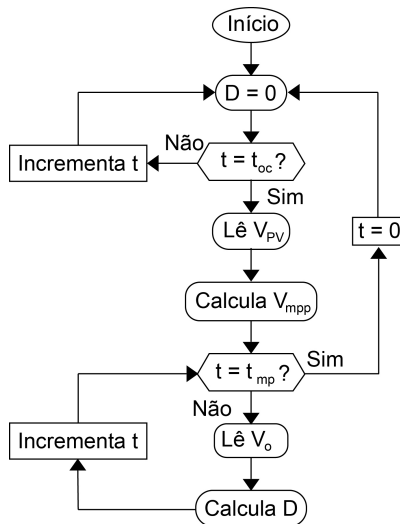 Início
D = 0
Não
Incrementa t
t = t_oc ?
Sim
Lê V_PV
t = 0
Calcula V_mpp
t = t_mp ?
Sim
Não
Incrementa t
Lê V_o
Calcula D